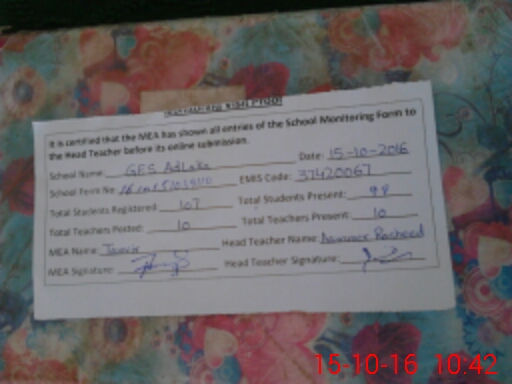 It is certified that the MEA has shown all entries of the School Monitoring Form to
the Head Teacher before its online submission.
School Name: GES AdLaka Date: 15-10-2016
School Form No EMIS Code: 37420067
Total Students Registered: 107 Total Students Present: 99
Total Teachers Posted: 10 Total Teachers Present: 10
MEA Name: Head Teacher Name: Rasheed
MEA Signature: Head Teacher Signature:
15-10-16 10:42